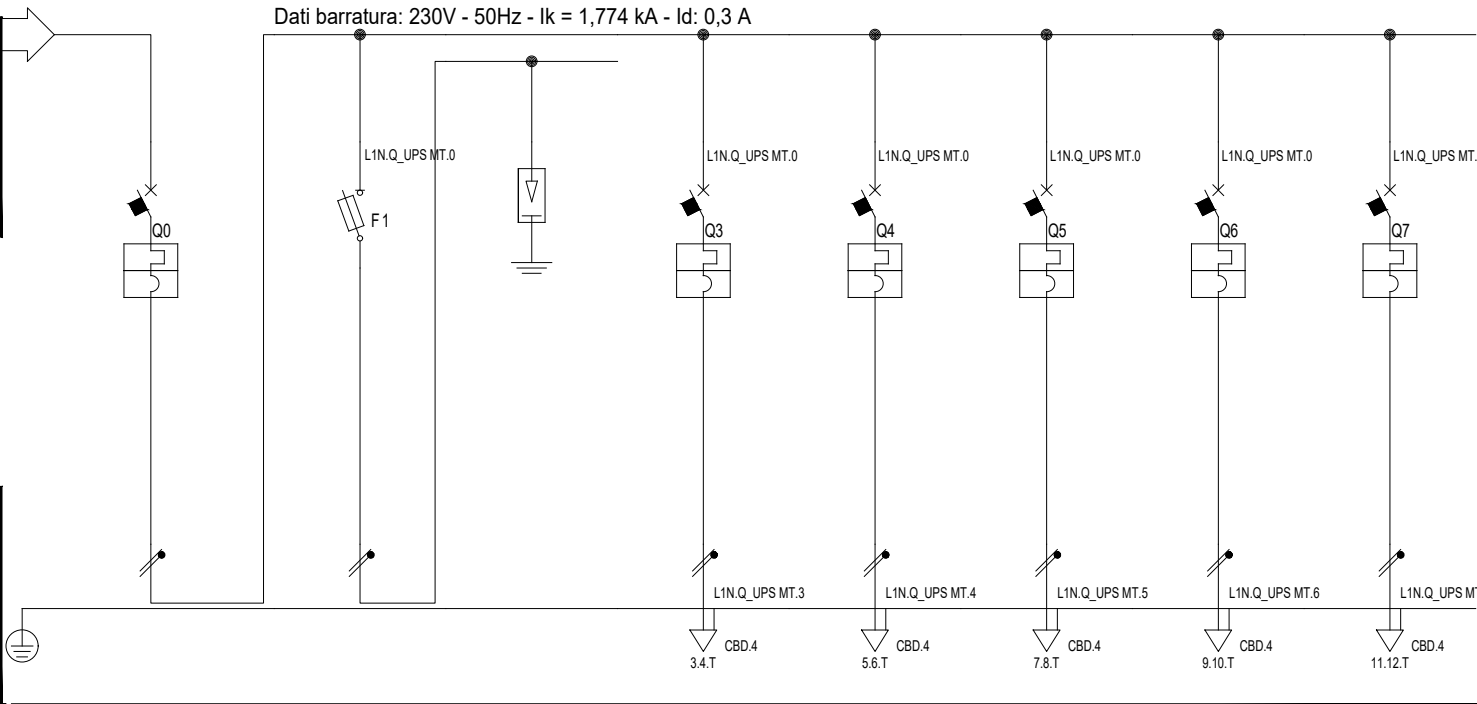 Dati barratura: 230V - 50Hz - Ik = 1,774 kA - Id: 0,3 A
L1N.Q_UPS MT.0
L1N.Q_UPS MT.0
L1N.Q_UPS MT.0
L1N.Q_UPS MT.0
L1N.Q_UPS MT.0
L1N.Q_UPS MT.
F1
Q0
Q3
Q4
Q5
Q6
Q7
L1N.Q_UPS MT.3
L1N.Q_UPS MT.4
L1N.Q_UPS MT.5
L1N.Q_UPS MT.6
L1N.Q_UPS MT
CBD.4
CBD.4
CBD.4
CBD.4
CBD.4
3.4.T
5.6.T
7.8.T
9.10.T
11.12.T